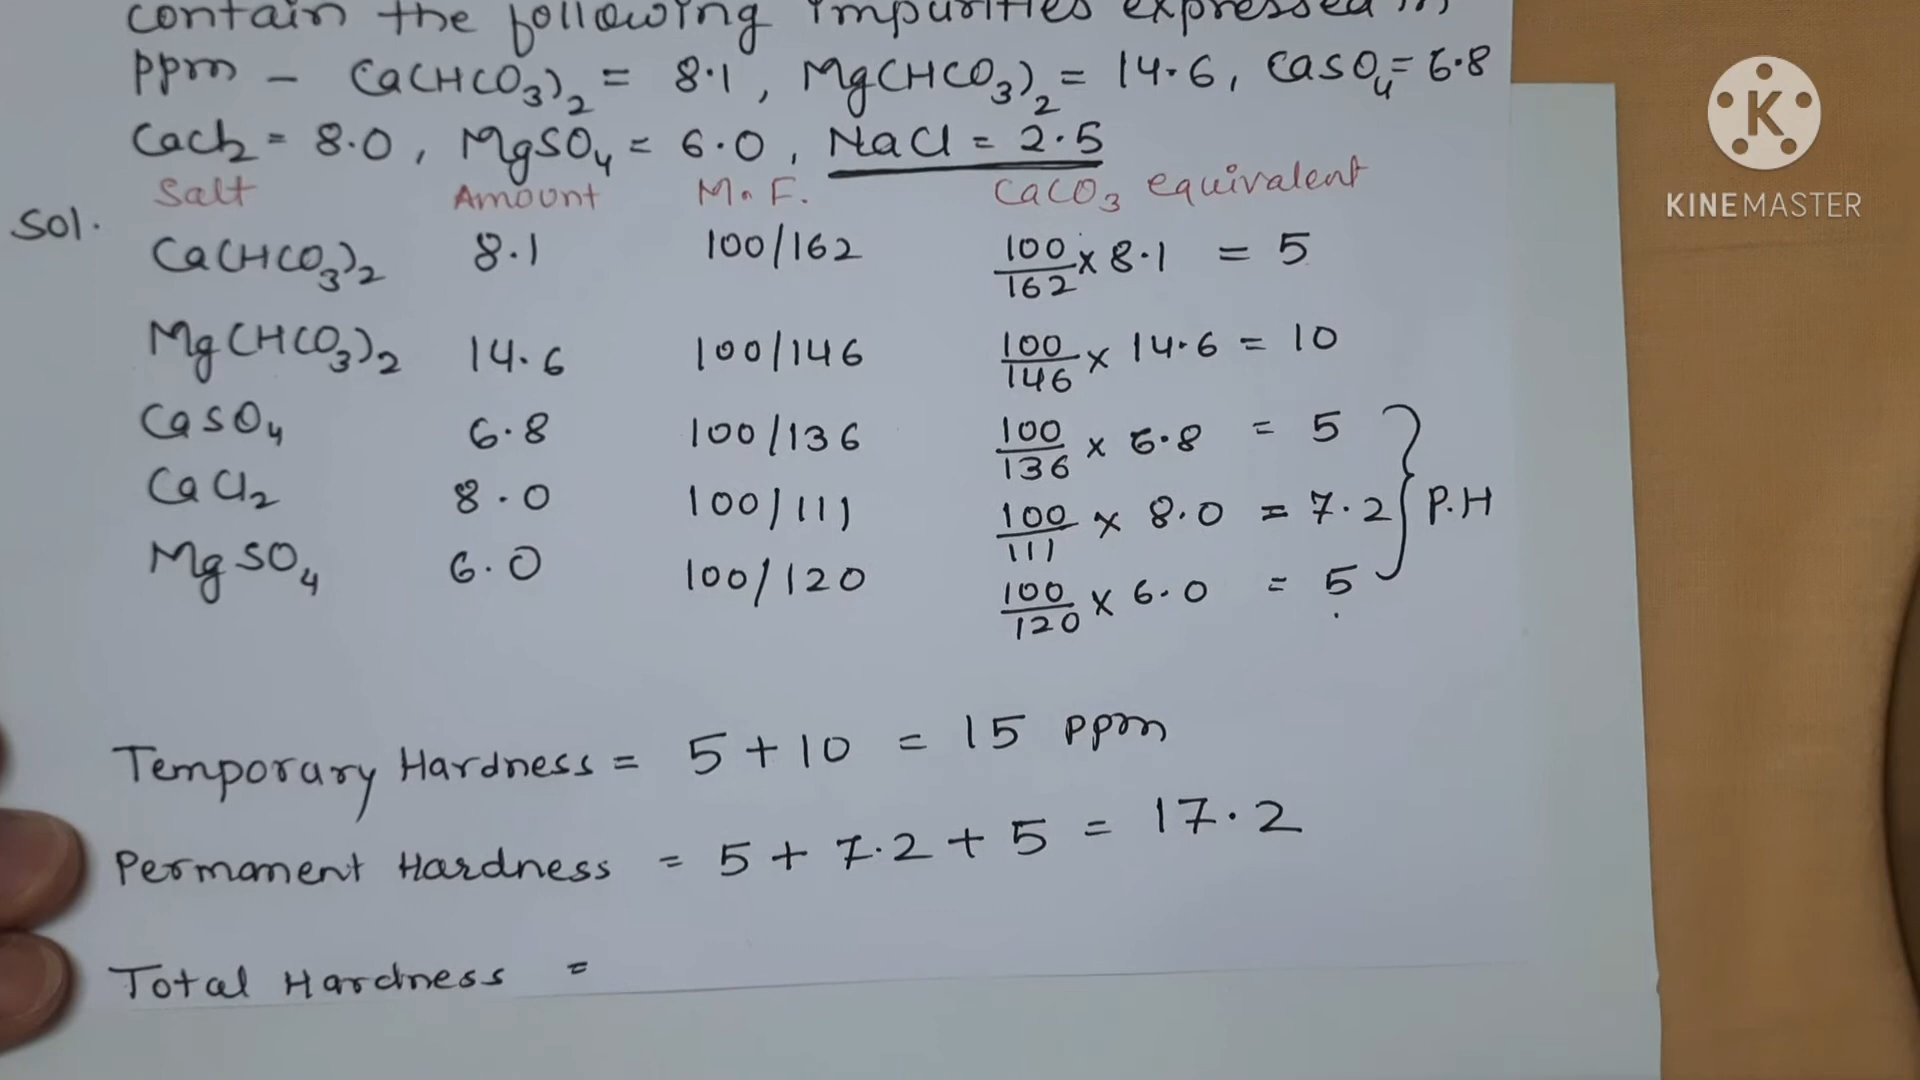 contain the following impurities expressed in
ppm - Ca(HCO3)2 = 8.1, Mg(HCO3)2 = 14.6, CaSO4 = 6.8
CaCl2 = 8.0, MgSO4 = 6.0, NaCl = 2.5
Salt Amount M.F. CaCO3 equivalent
Sol. Ca(HCO3)2 8.1 100/162 100/162 × 8.1 = 5
Mg(HCO3)2 14.6 100/146 100/146 × 14.6 = 10
CaSO4 6.8 100/136 100/136 × 6.8 = 5
CaCl2 8.0 100/111 100/111 × 8.0 = 7.2 P.H
MgSO4 6.0 100/120 100/120 × 6.0 = 5
Temporary Hardness = 5 + 10 = 15 ppm
Permanent Hardness = 5 + 7.2 + 5 = 17.2
Total Hardness =
K
KINEMASTER